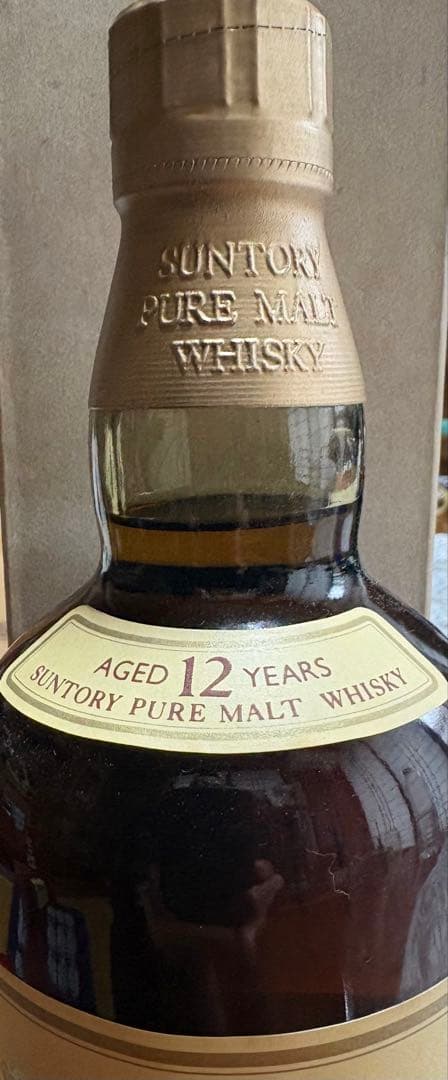 SUNTORY
PURE MALT
WHISKY
AGED 12 YEARS
SUNTORY PURE MALT WHISKY